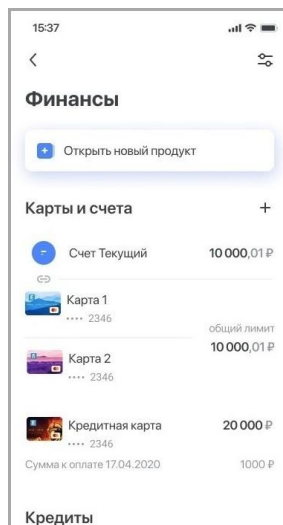 15:37
Финансы
Открыть новый продукт
Карты и счета +
Счет Текущий 10 000,01 ₽
Карта 1
•••• 2346
общий лимит
10 000,01 ₽
Карта 2
•••• 2346
Кредитная карта 20 000 ₽
•••• 2346
Сумма к оплате 17.04.2020 1000 ₽
Кредиты